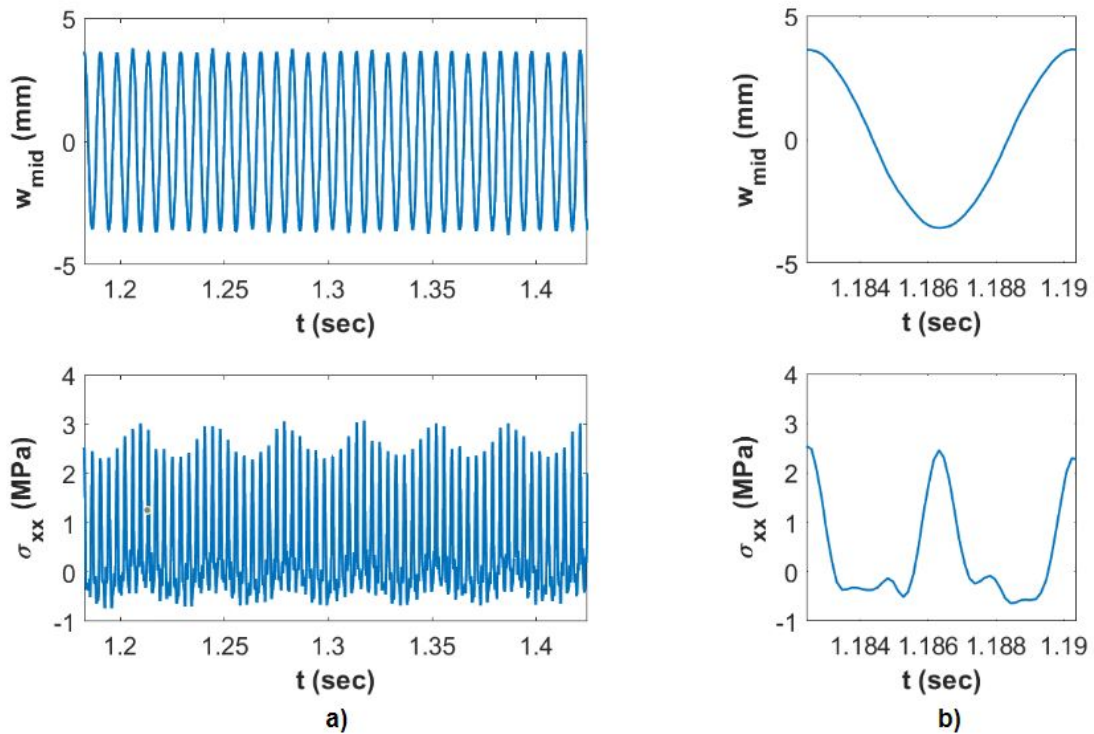 5
0
-5
w_mid (mm)
1.2 1.25 1.3 1.35 1.4
t (sec)
5
0
-5
w_mid (mm)
1.184 1.186 1.188 1.19
t (sec)
4
3
2
1
0
-1
σ_xx (MPa)
1.2 1.25 1.3 1.35 1.4
t (sec)
a)
4
3
2
1
0
-1
σ_xx (MPa)
1.184 1.186 1.188 1.19
t (sec)
b)